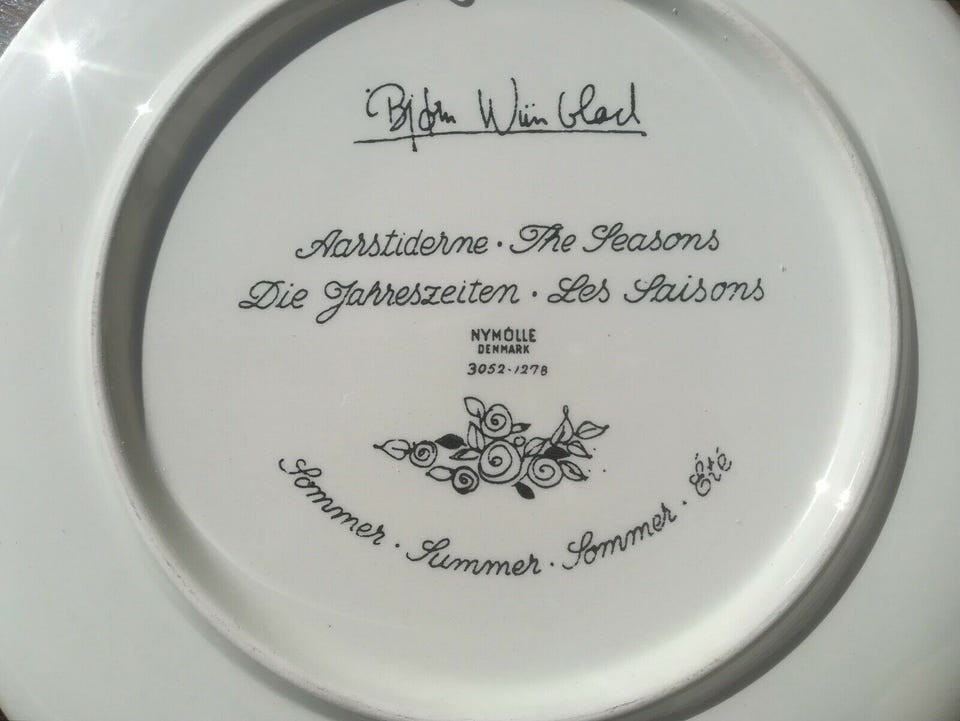 Bjørn Wiinblad
Aarstiderne · The Seasons
Die Jahreszeiten · Les Saisons
NYMÖLLE
DENMARK
3052-1278
Sommer · Summer · Sommer · Été